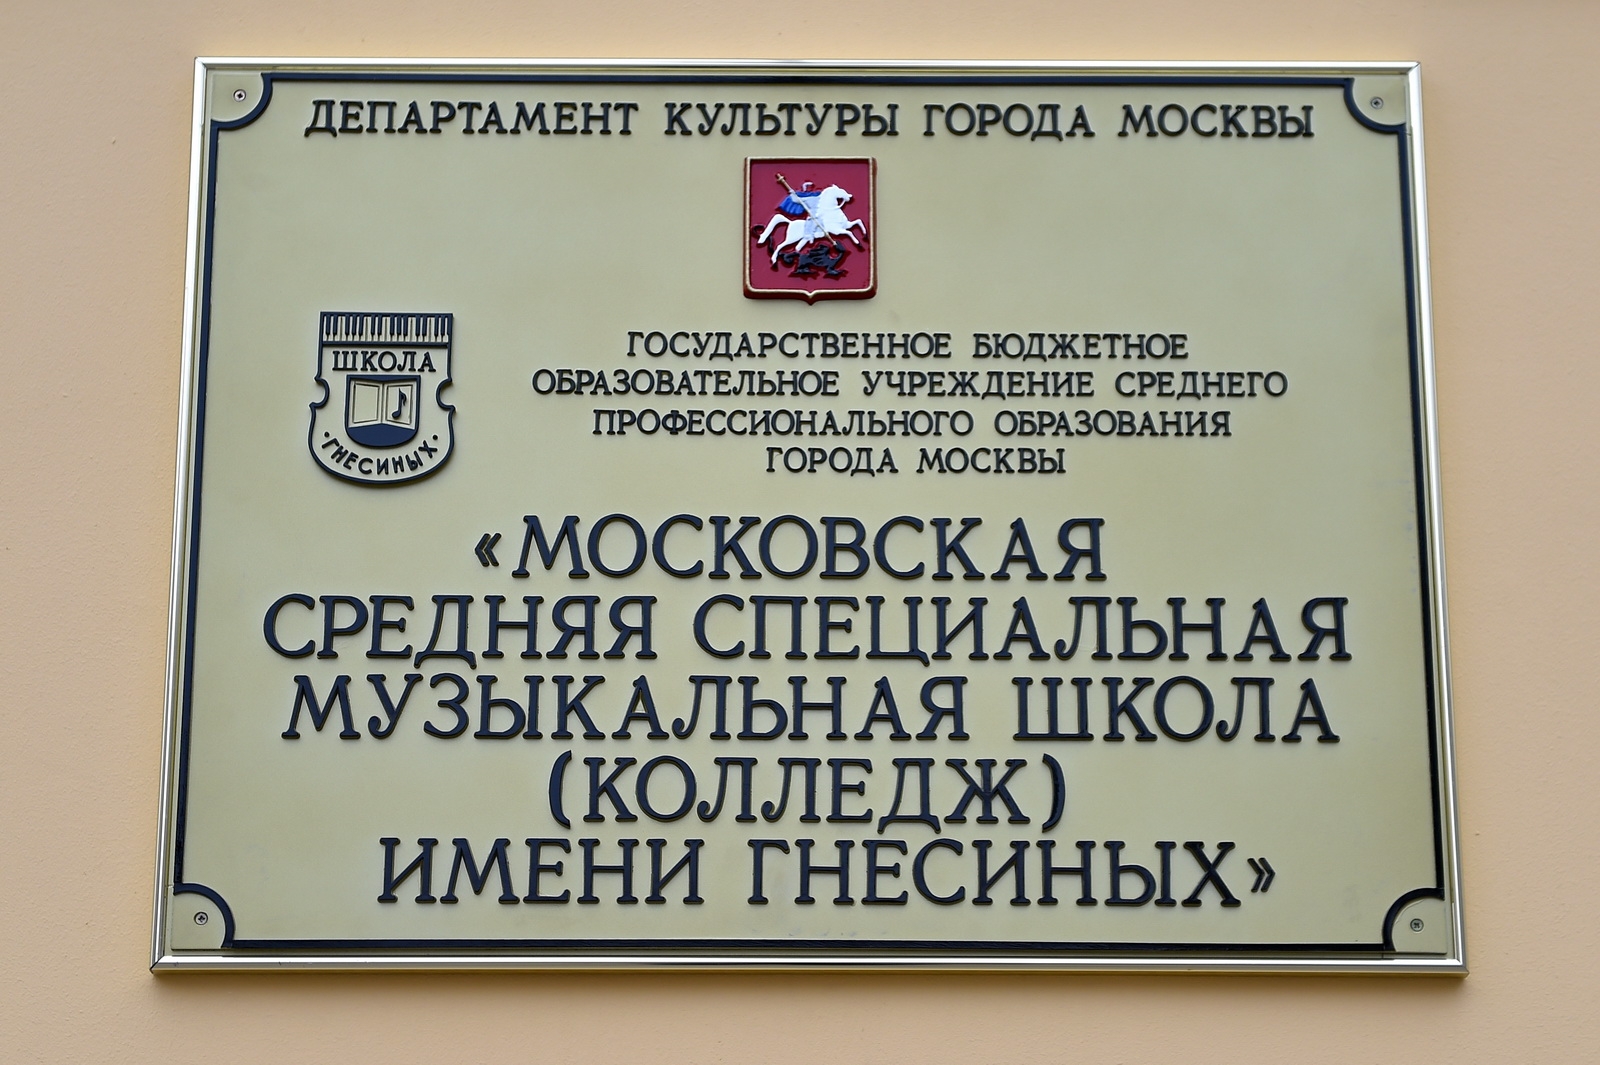 ДЕПАРТАМЕНТ КУЛЬТУРЫ ГОРОДА МОСКВЫ
ШКОЛА
·ГНЕСИНЫХ·
ГОСУДАРСТВЕННОЕ БЮДЖЕТНОЕ
ОБРАЗОВАТЕЛЬНОЕ УЧРЕЖДЕНИЕ СРЕДНЕГО
ПРОФЕССИОНАЛЬНОГО ОБРАЗОВАНИЯ
ГОРОДА МОСКВЫ
«МОСКОВСКАЯ
СРЕДНЯЯ СПЕЦИАЛЬНАЯ
МУЗЫКАЛЬНАЯ ШКОЛА
(КОЛЛЕДЖ)
ИМЕНИ ГНЕСИНЫХ»